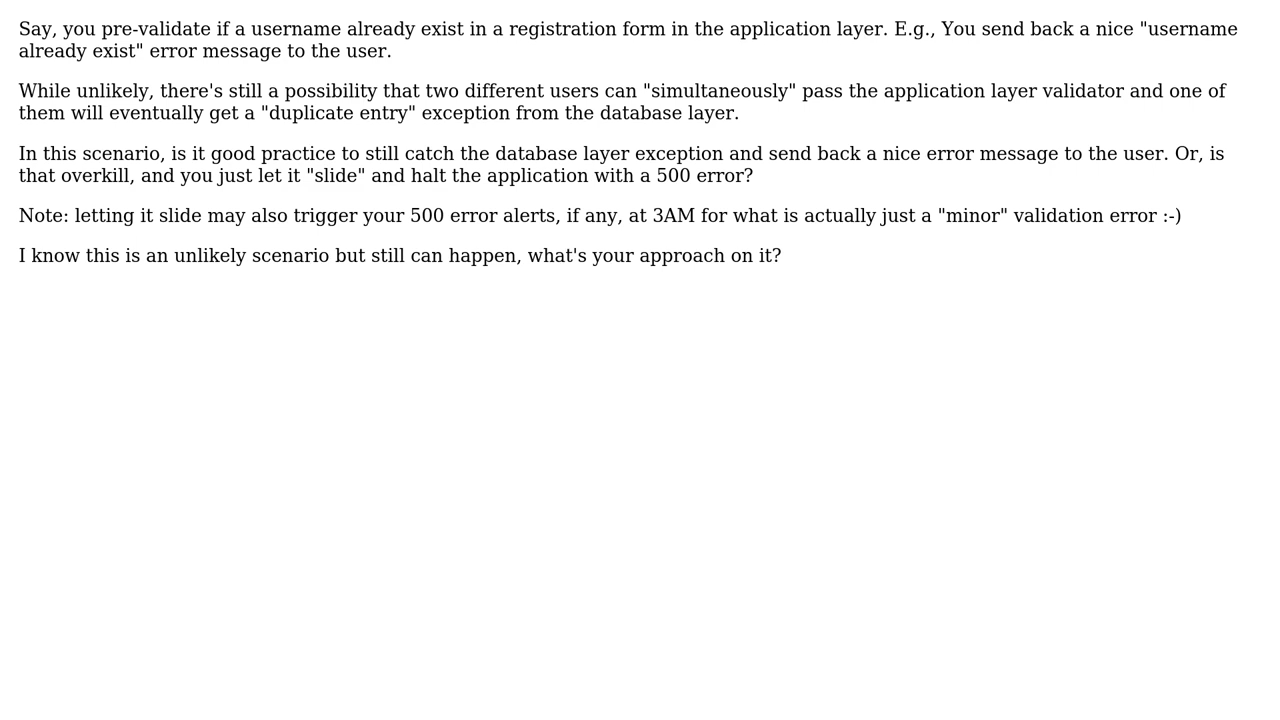 Say, you pre-validate if a username already exist in a registration form in the application layer. E.g., You send back a nice "username
already exist" error message to the user.
While unlikely, there's still a possibility that two different users can "simultaneously" pass the application layer validator and one of
them will eventually get a "duplicate entry" exception from the database layer.
In this scenario, is it good practice to still catch the database layer exception and send back a nice error message to the user. Or, is
that overkill, and you just let it "slide" and halt the application with a 500 error?
Note: letting it slide may also trigger your 500 error alerts, if any, at 3AM for what is actually just a "minor" validation error :-)
I know this is an unlikely scenario but still can happen, what's your approach on it?